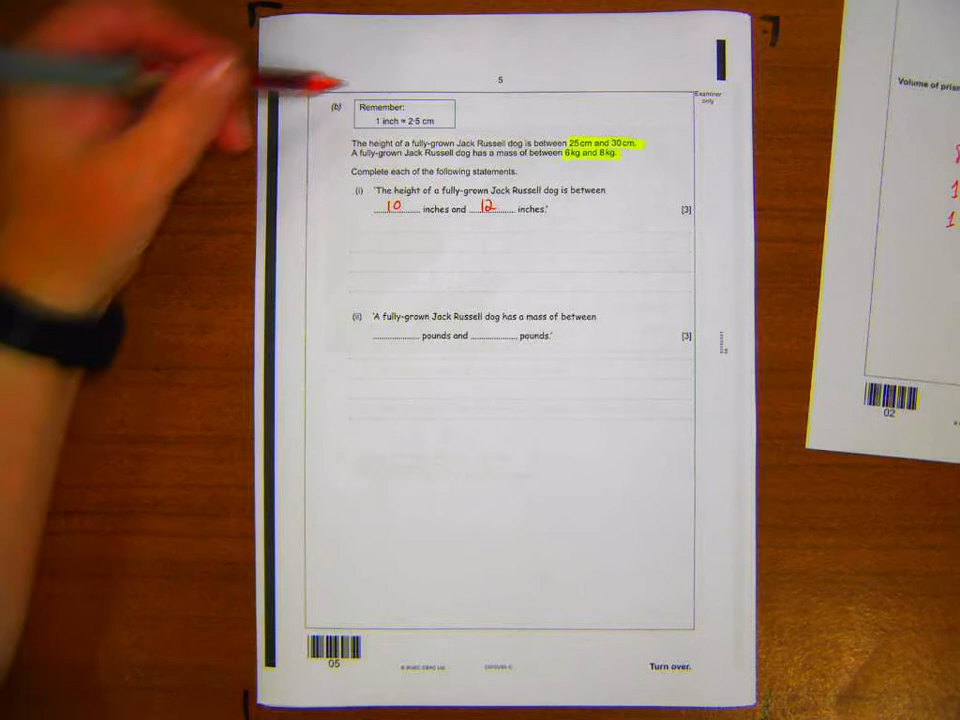 5
Examiner
only
(b) Remember:
1 inch ≈ 2·5 cm
The height of a fully-grown Jack Russell dog is between 25 cm and 30 cm.
A fully-grown Jack Russell dog has a mass of between 6 kg and 8 kg.
Complete each of the following statements.
(i) 'The height of a fully-grown Jack Russell dog is between
10 inches and 12 inches.' [3]
(ii) 'A fully-grown Jack Russell dog has a mass of between
pounds and pounds.' [3]
05
Turn over.
Volume of
02